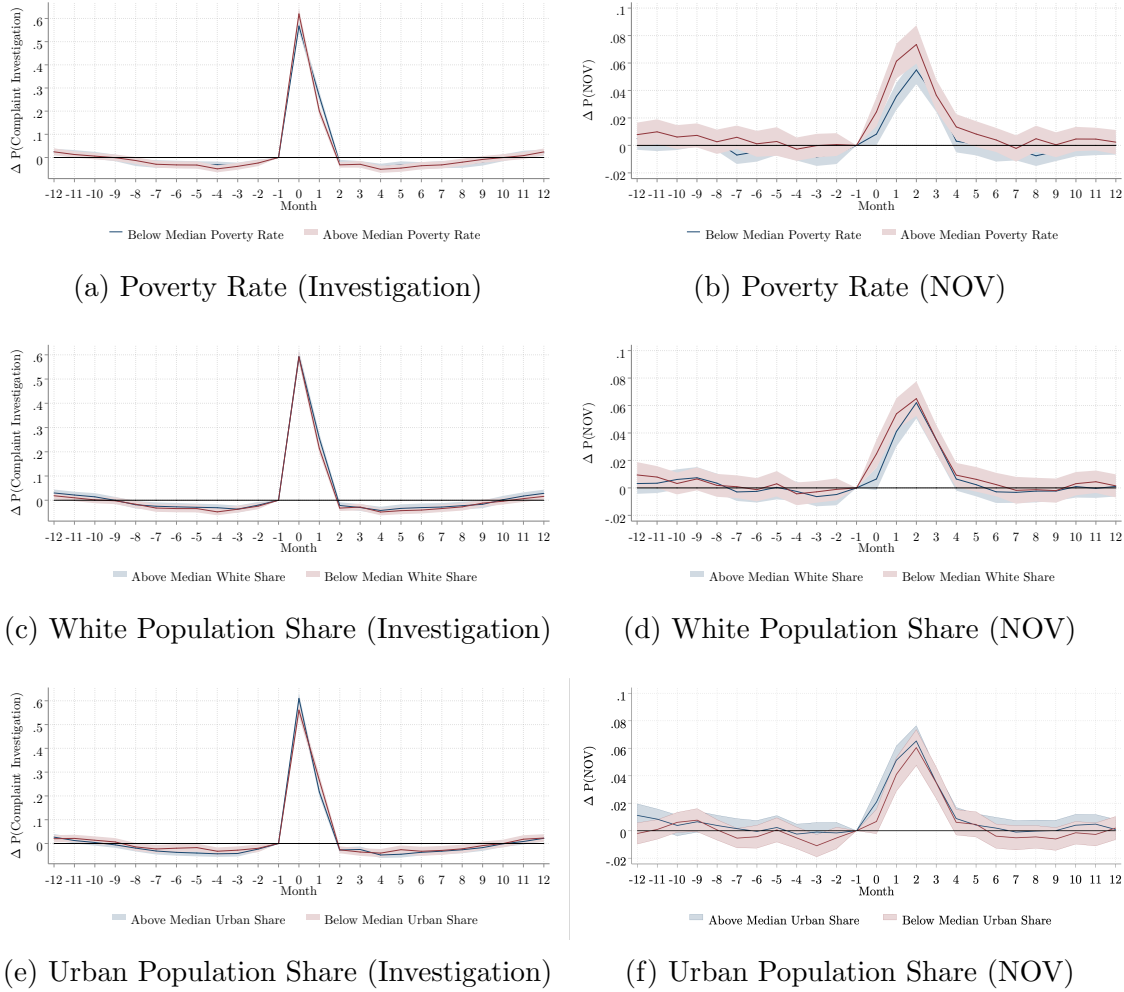 Δ P(Complaint Investigation)
.6
.5
.4
.3
.2
.1
0
-12 -11 -10 -9 -8 -7 -6 -5 -4 -3 -2 -1 0 1 2 3 4 5 6 7 8 9 10 11 12
Month
Below Median Poverty Rate Above Median Poverty Rate
(a) Poverty Rate (Investigation)
Δ P(NOV)
.1
.08
.06
.04
.02
0
-.02
-12 -11 -10 -9 -8 -7 -6 -5 -4 -3 -2 -1 0 1 2 3 4 5 6 7 8 9 10 11 12
Month
Below Median Poverty Rate Above Median Poverty Rate
(b) Poverty Rate (NOV)
Δ P(Complaint Investigation)
.6
.5
.4
.3
.2
.1
0
-12 -11 -10 -9 -8 -7 -6 -5 -4 -3 -2 -1 0 1 2 3 4 5 6 7 8 9 10 11 12
Month
Above Median White Share Below Median White Share
(c) White Population Share (Investigation)
Δ P(NOV)
.1
.08
.06
.04
.02
0
-.02
-12 -11 -10 -9 -8 -7 -6 -5 -4 -3 -2 -1 0 1 2 3 4 5 6 7 8 9 10 11 12
Month
Above Median White Share Below Median White Share
(d) White Population Share (NOV)
Δ P(Complaint Investigation)
.6
.5
.4
.3
.2
.1
0
-12 -11 -10 -9 -8 -7 -6 -5 -4 -3 -2 -1 0 1 2 3 4 5 6 7 8 9 10 11 12
Month
Above Median Urban Share Below Median Urban Share
(e) Urban Population Share (Investigation)
Δ P(NOV)
.1
.08
.06
.04
.02
0
-.02
-12 -11 -10 -9 -8 -7 -6 -5 -4 -3 -2 -1 0 1 2 3 4 5 6 7 8 9 10 11 12
Month
Above Median Urban Share Below Median Urban Share
(f) Urban Population Share (NOV)